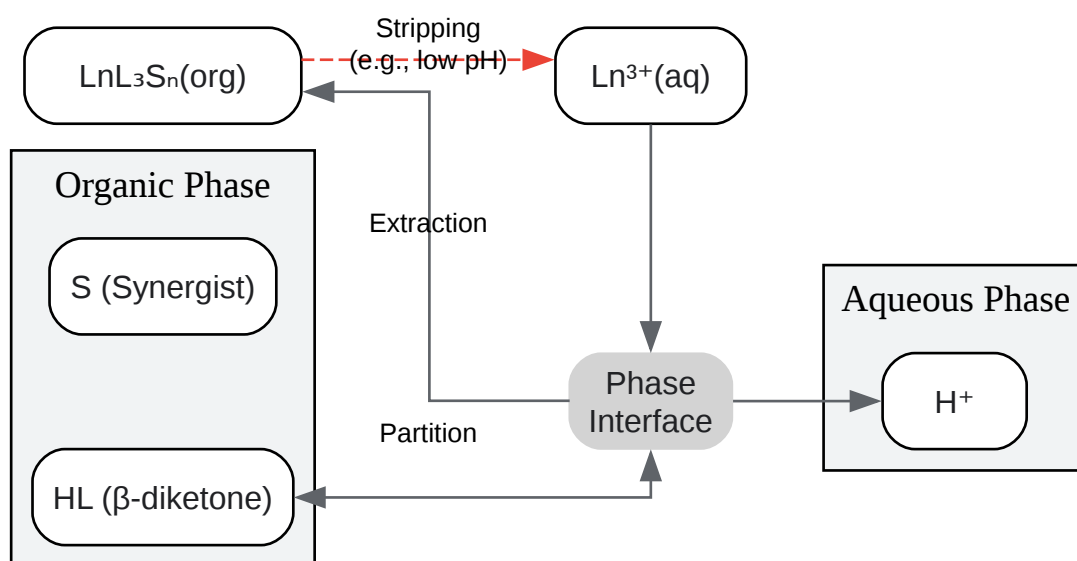 Stripping
(e.g., low pH)
LnL₃Sₙ(org)
Ln³⁺(aq)
Organic Phase
Extraction
S (Synergist)
Aqueous Phase
Phase
Interface
H⁺
Partition
HL (β-diketone)